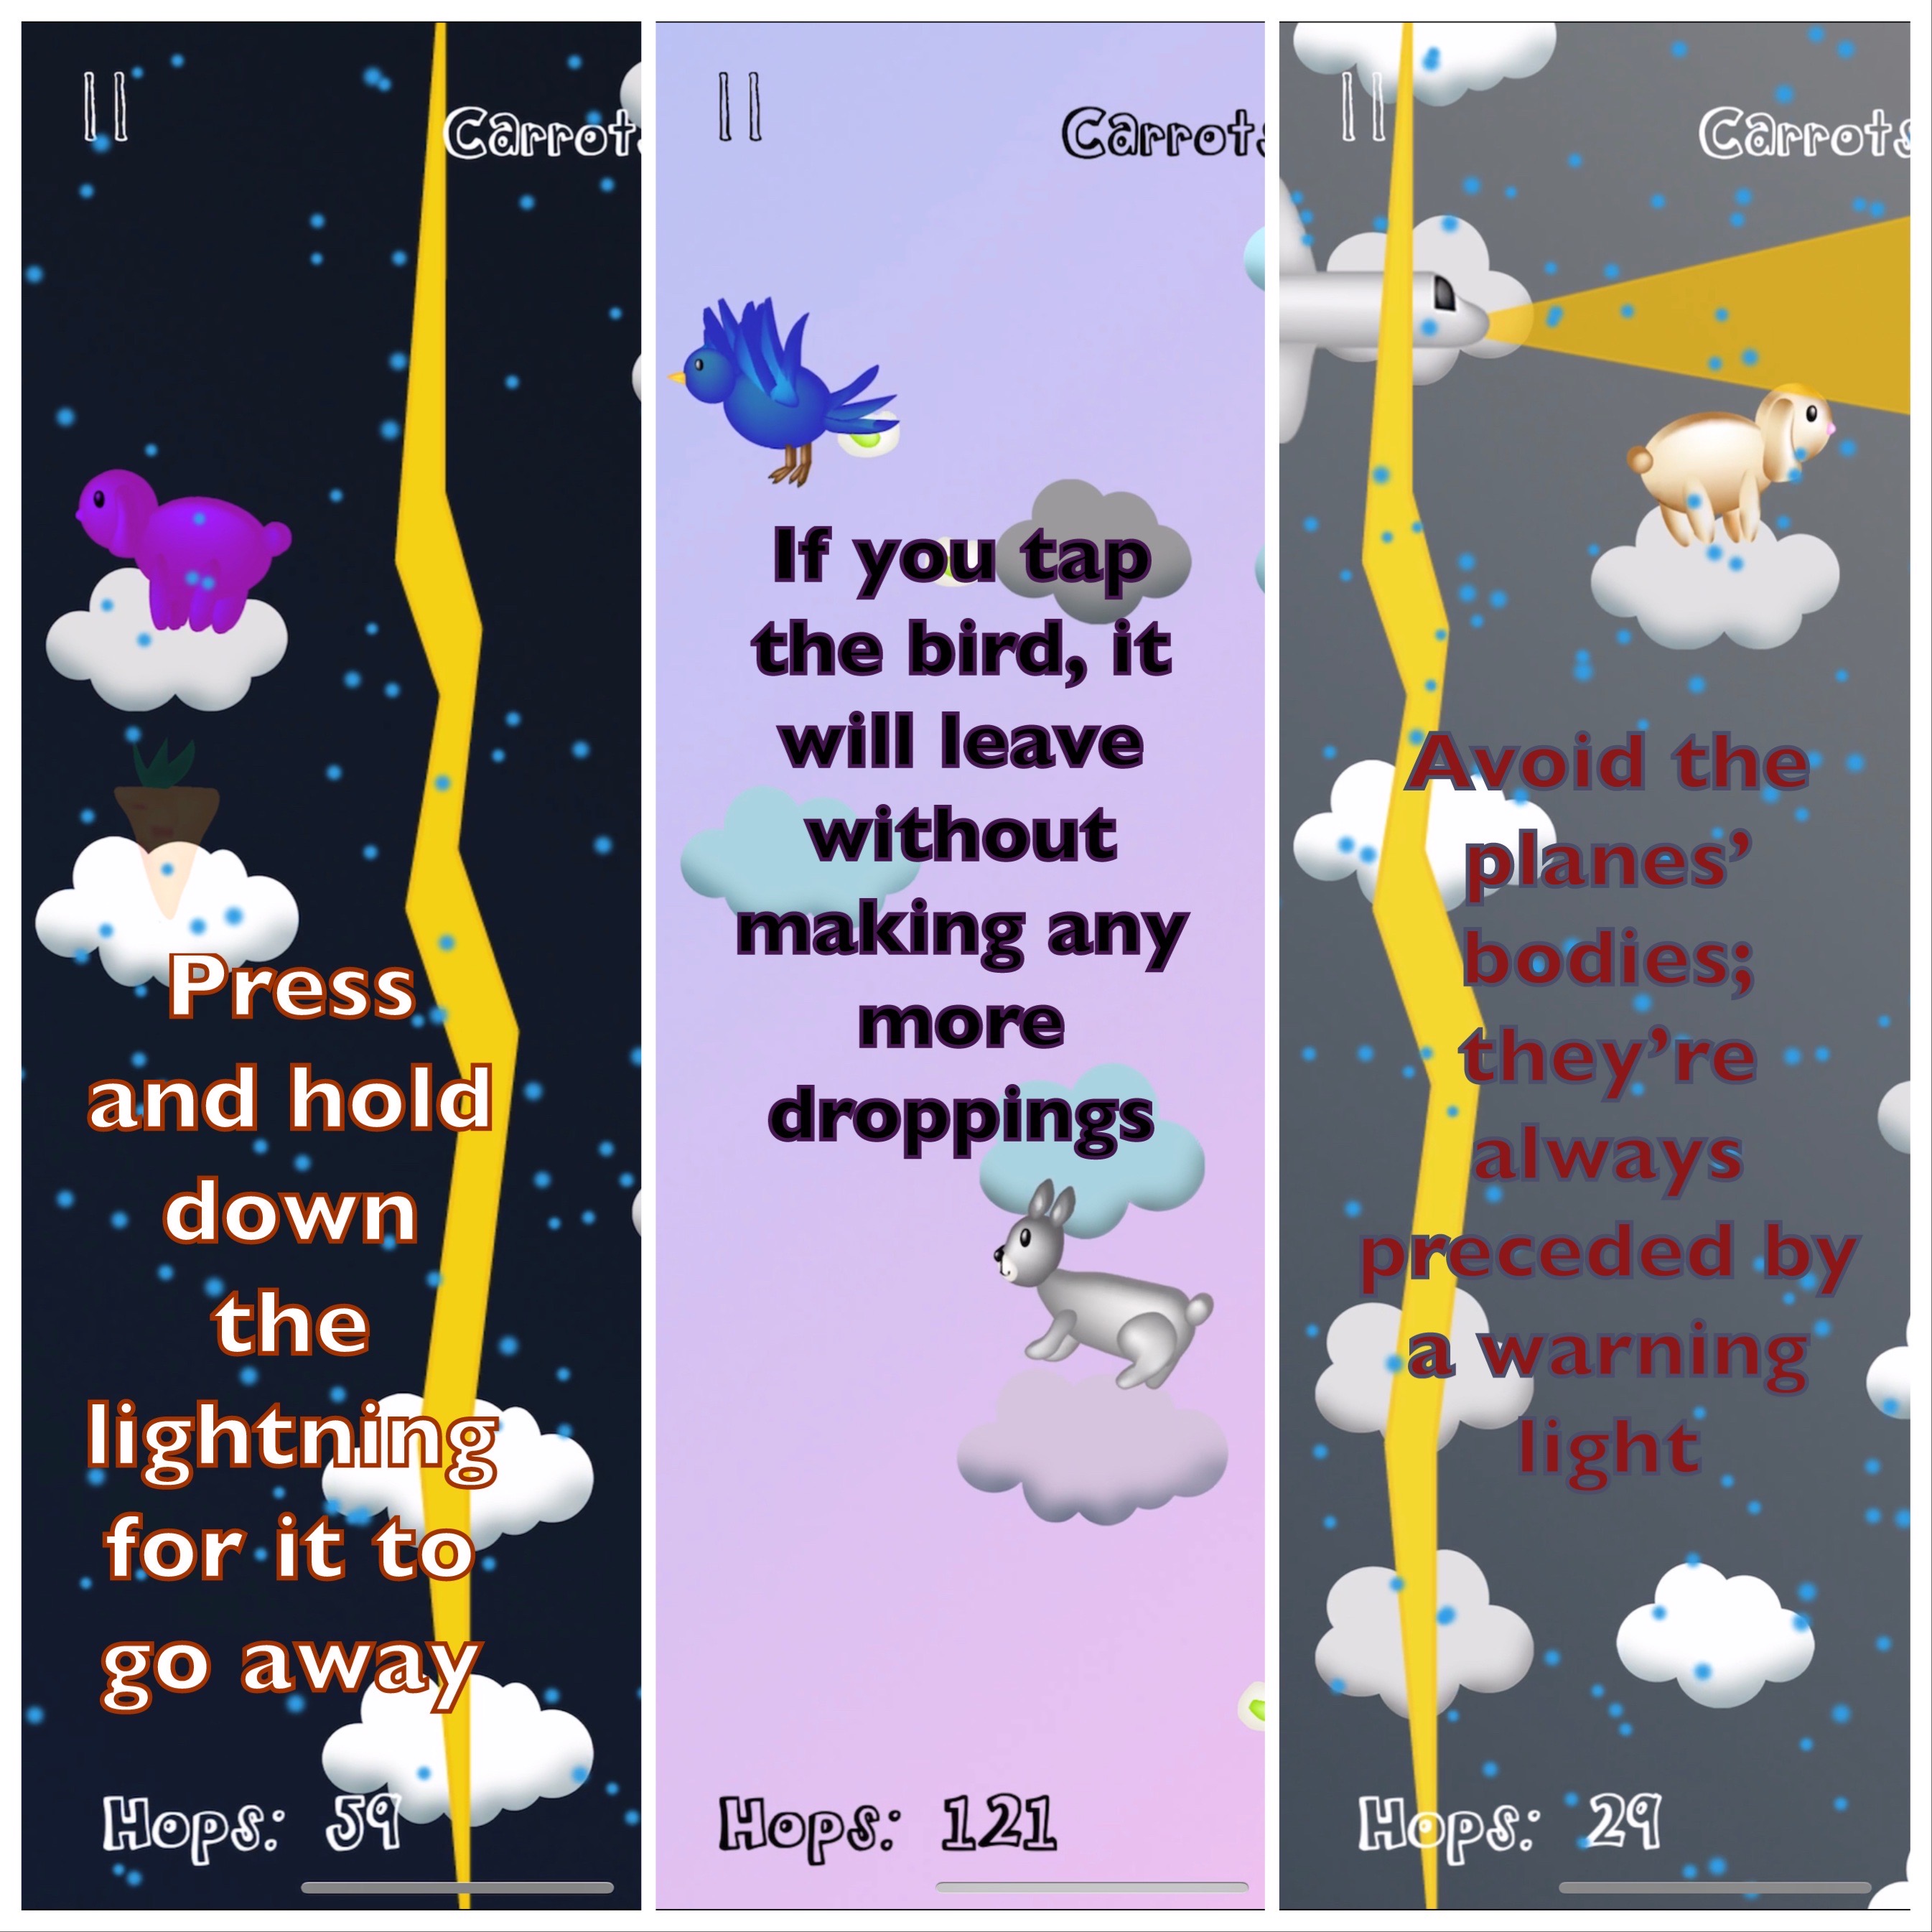 Carrots
Press
and hold
down
the
lightning
for it to
go away
Hops: 59
Carrots
If you tap
the bird, it
will leave
without
making any
more
droppings
Hops: 121
Carrots
Avoid the
planes’
bodies;
they’re
always
preceded by
a warning
light
Hops: 29